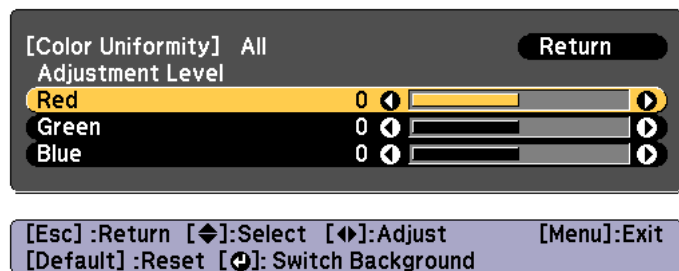 [Color Uniformity] All Return
Adjustment Level
Red 0
Green 0
Blue 0
[Esc] :Return [◆]:Select [◀▶]:Adjust [Menu]:Exit
[Default] :Reset [↵]: Switch Background